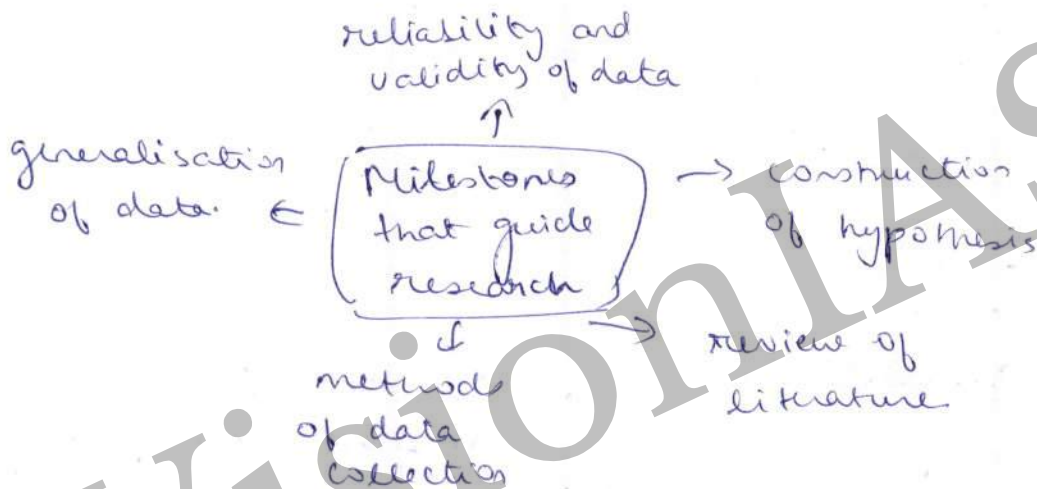 reliability and
validity of data
generalisation
of data.
Milestones
that guide
research
construction
of hypothesis
review of
literature
methods
of data
collection
VisionIAS